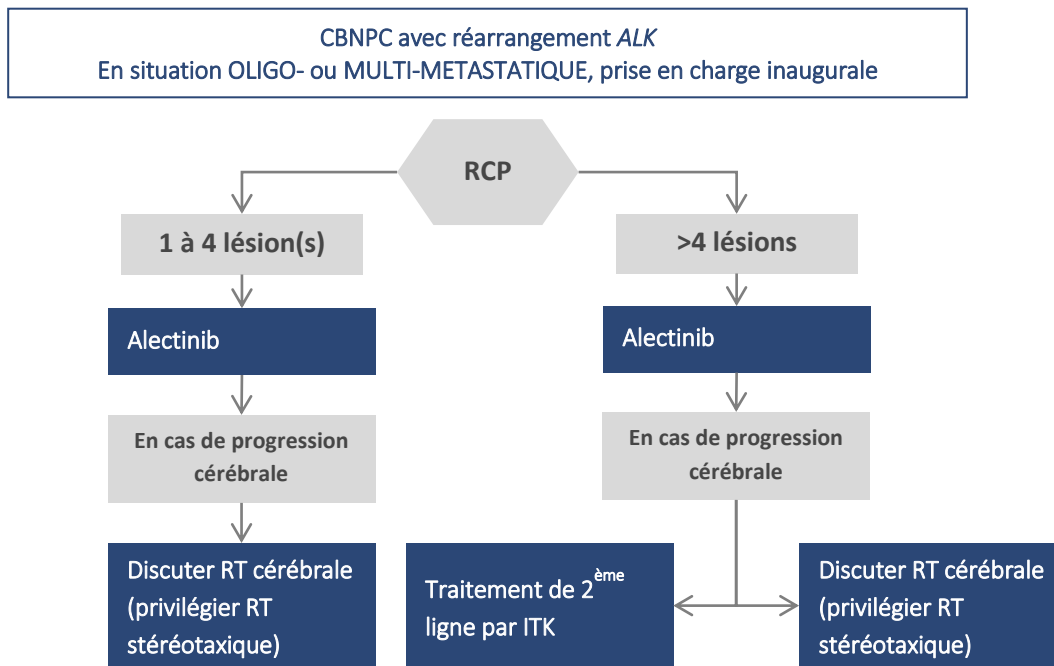 CBNPC avec réarrangement ALK
En situation OLIGO- ou MULTI-METASTATIQUE, prise en charge inaugurale
RCP
1 à 4 lésion(s)
>4 lésions
Alectinib
Alectinib
En cas de progression
cérébrale
En cas de progression
cérébrale
Discuter RT cérébrale
(privilégier RT
stéréotaxique)
Traitement de 2ème
ligne par ITK
Discuter RT cérébrale
(privilégier RT
stéréotaxique)